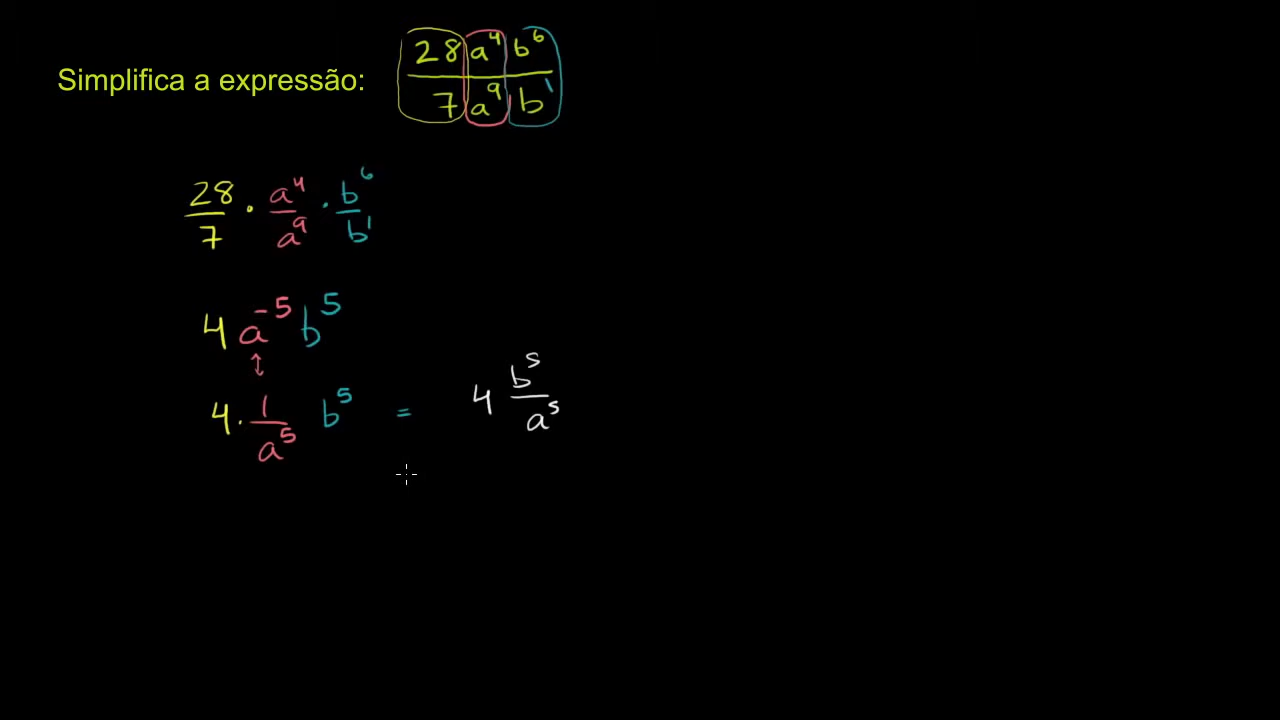 Simplifica a expressão: 28a⁴b⁶ / 7a⁹b¹
28/7 · a⁴/a⁹ · b⁶/b¹
4a⁻⁵b⁵
↕
4 · 1/a⁵ b⁵ = 4 b⁵/a⁵